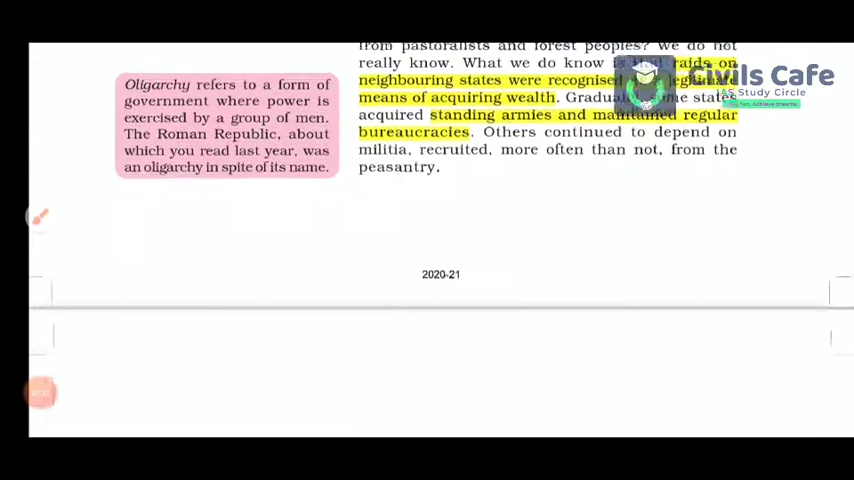 Oligarchy refers to a form of
government where power is
exercised by a group of men.
The Roman Republic, about
which you read last year, was
an oligarchy in spite of its name.
from pastoralists and forest peoples? We do not
really know. What we do know is that raids on
neighbouring states were recognised legitimate
means of acquiring wealth. Gradually, some states
acquired standing armies and maintained regular
bureaucracies. Others continued to depend on
militia, recruited, more often than not, from the
peasantry.
2020-21
Civils Cafe
IAS Study Circle
Achieve dreams